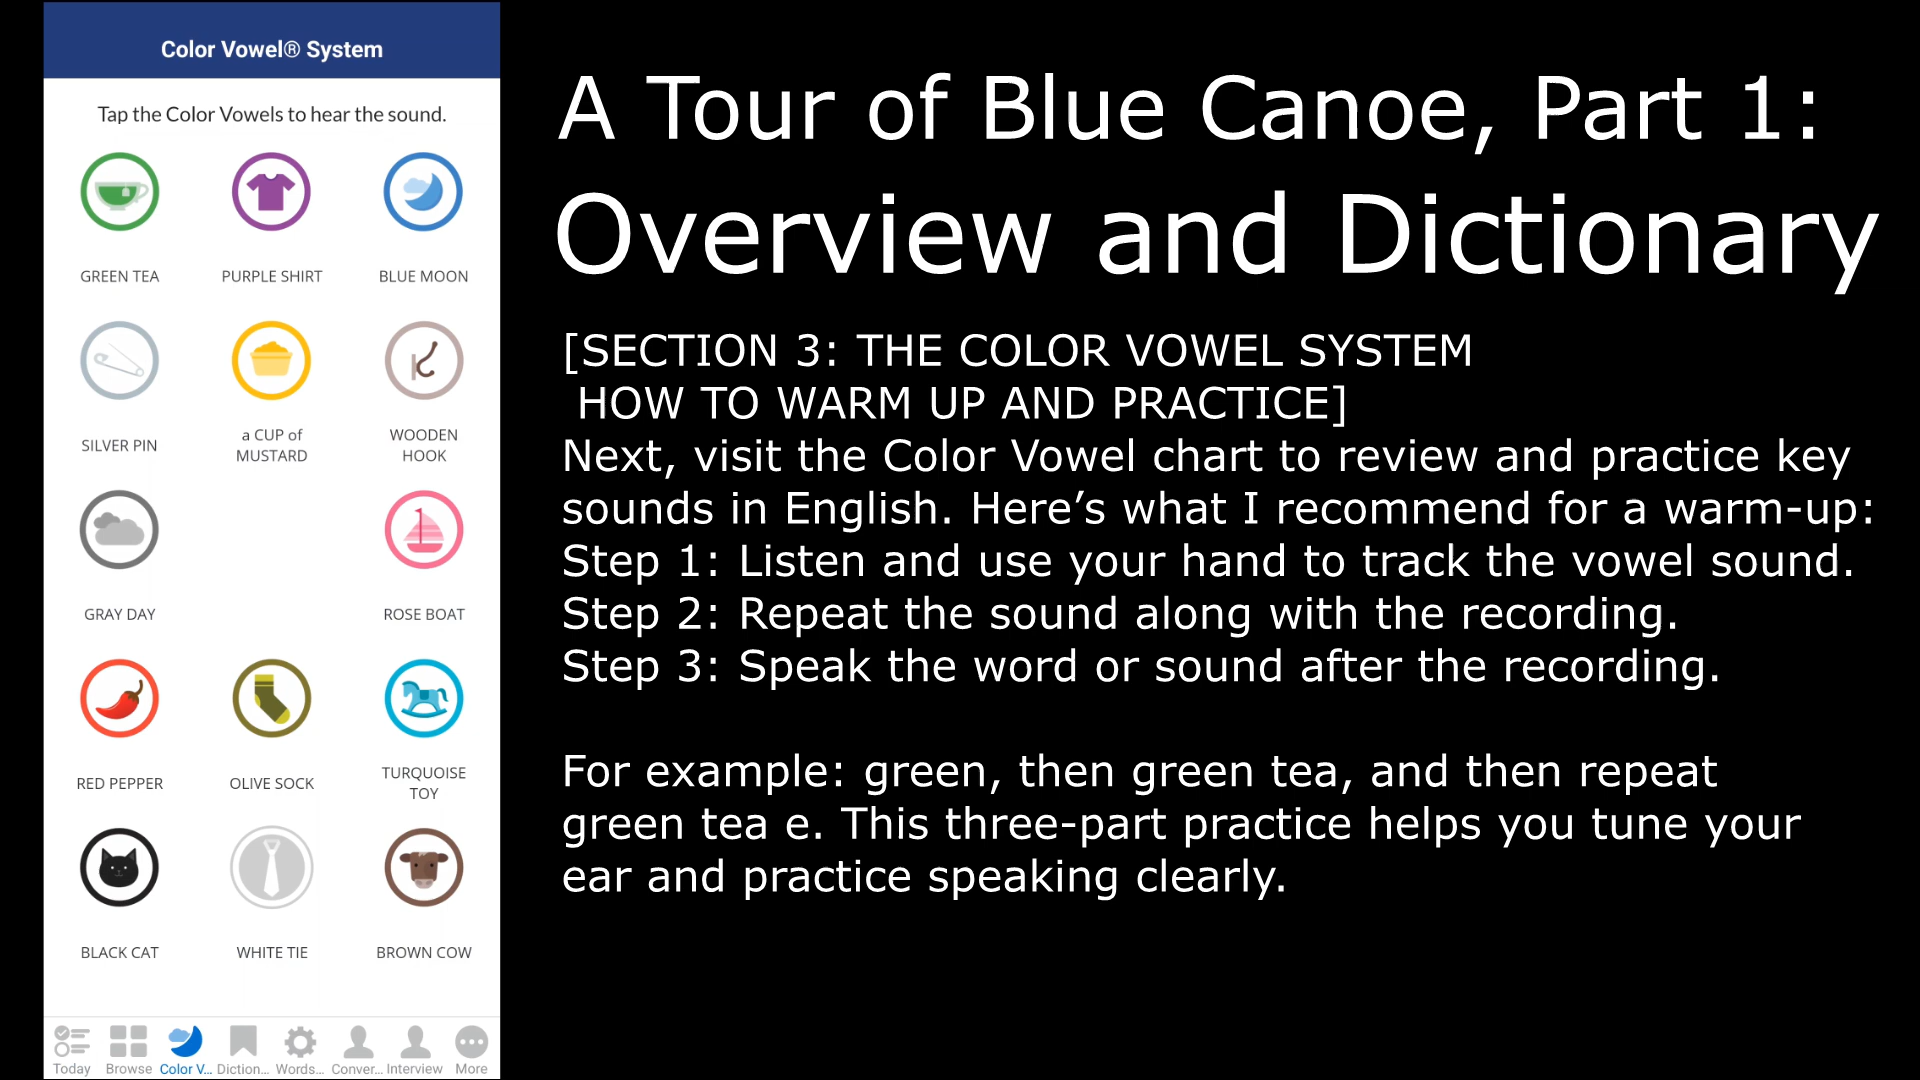 Color Vowel® System
Tap the Color Vowels to hear the sound.
GREEN TEA
PURPLE SHIRT
BLUE MOON
SILVER PIN
a CUP of
MUSTARD
WOODEN
HOOK
GRAY DAY
ROSE BOAT
RED PEPPER
OLIVE SOCK
TURQUOISE
TOY
BLACK CAT
WHITE TIE
BROWN COW
Today
Browse
Color V...
Diction...
Words...
Conver...
Interview
More
A Tour of Blue Canoe, Part 1:
Overview and Dictionary
[SECTION 3: THE COLOR VOWEL SYSTEM
HOW TO WARM UP AND PRACTICE]
Next, visit the Color Vowel chart to review and practice key
sounds in English. Here’s what I recommend for a warm-up:
Step 1: Listen and use your hand to track the vowel sound.
Step 2: Repeat the sound along with the recording.
Step 3: Speak the word or sound after the recording.
For example: green, then green tea, and then repeat
green tea e. This three-part practice helps you tune your
ear and practice speaking clearly.